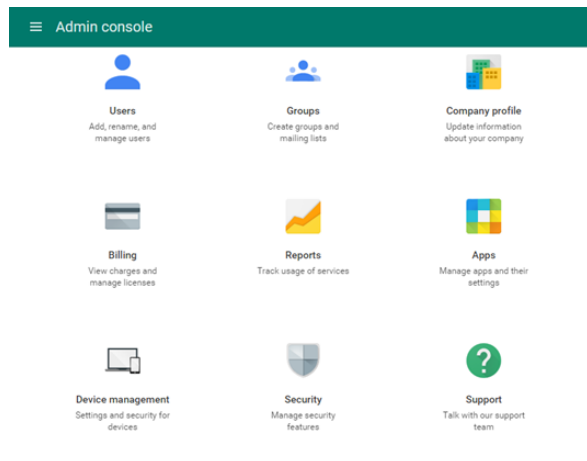 Admin console
Users
Add, rename, and
manage users
Groups
Create groups and
mailing lists
Company profile
Update information
about your company
Billing
View charges and
manage licenses
Reports
Track usage of services
Apps
Manage apps and their
settings
Device management
Settings and security for
devices
Security
Manage security
features
Support
Talk with our support
team